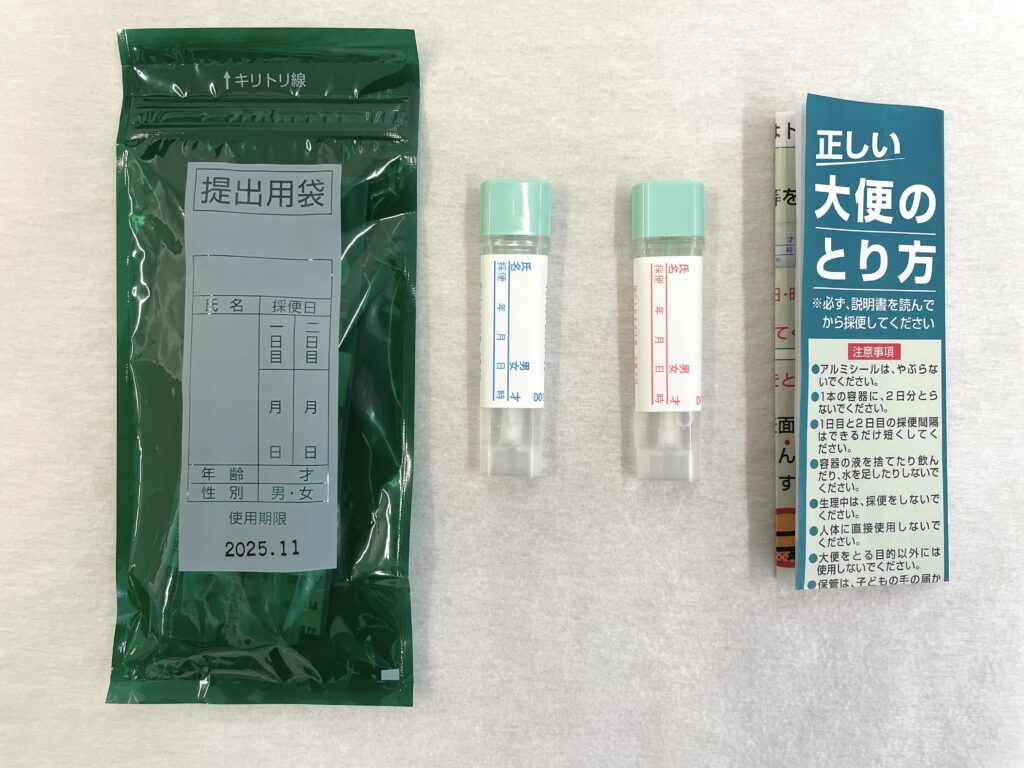 ↑キリトリ線
提出用袋
氏名 採便日
一日目 二日目
月 月
日 日
年齢 才
性別 男・女
使用期限
2025.11
氏名
採便 年 月 日 時
男女 才
氏名
採便 年 月 日 時
男女 才
正しい
大便の
とり方
※必ず、説明書を読んで
から採便してください
注意事項
●アルミシールは、やぶらな
いでください。
●1本の容器に、2日分とら
ないでください。
●1日目と2日目の採便間隔
はできるだけ短くしてく
ださい。
●容器の液を捨てたり飲ん
だり、水を足したりしないで
ください。
●生理中は、採便をしないで
ください。
●人体に直接使用しないで
ください。
●大便をとる目的以外には
使用しないでください。
●保管は、子どもの手の届か